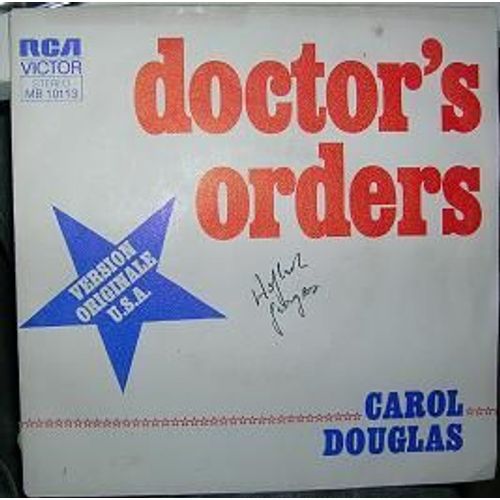 RCA
VICTOR
STEREO
MB 10113
doctor's
orders
VERSION
ORIGINALE
U.S.A.
CAROL
DOUGLAS